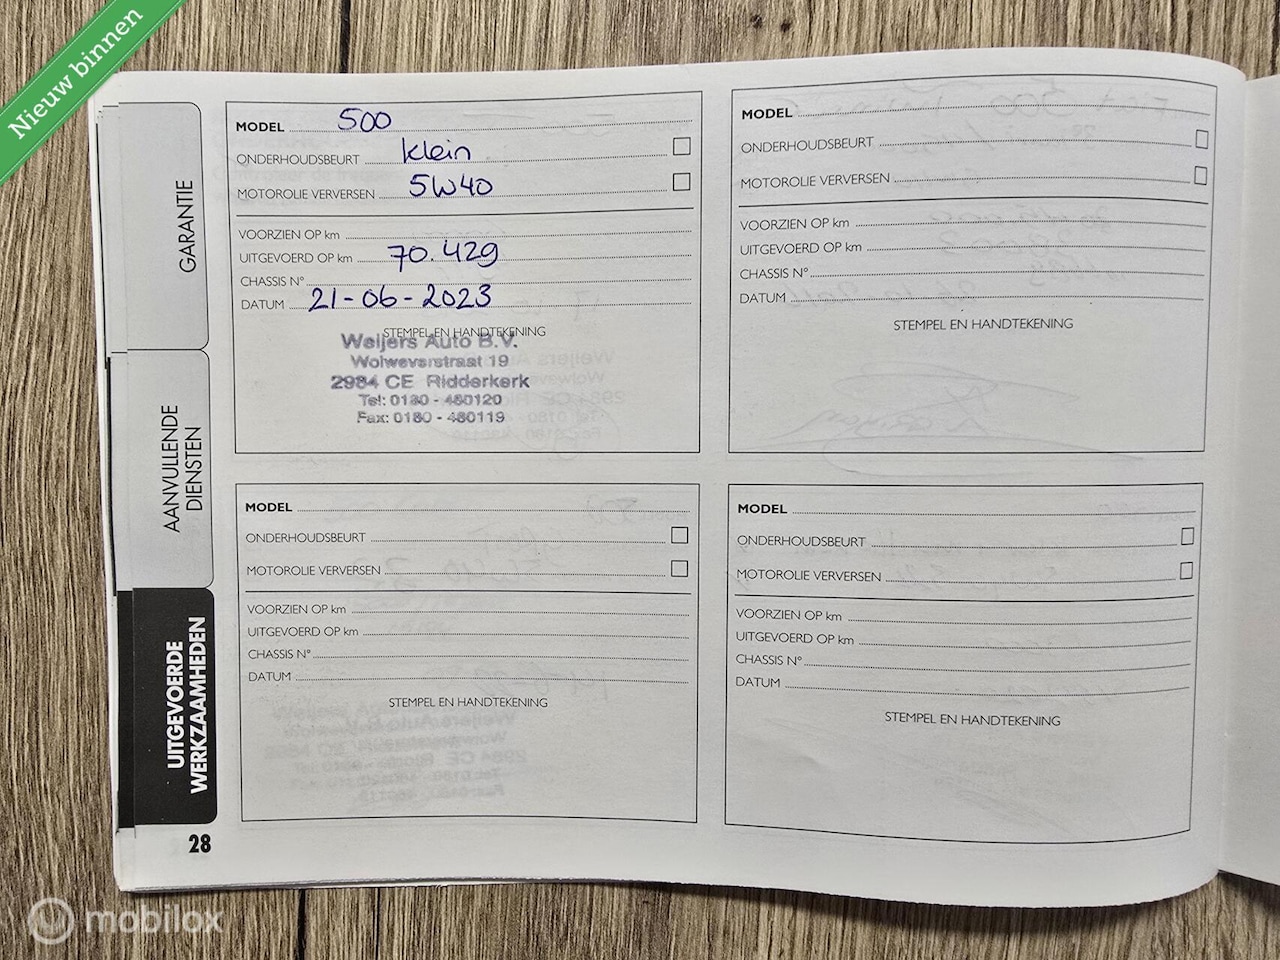 Nieuw binnen
GARANTIE
AANVULLENDE
DIENSTEN
UITGEVOERDE
WERKZAAMHEDEN
28
MODEL 500
ONDERHOUDSBEURT klein
MOTOROLIE VERVERSEN 5W40
VOORZIEN OP km
UITGEVOERD OP km 70.429
CHASSIS N°
DATUM 21-06-2023
STEMPEL EN HANDTEKENING
Weijers Auto B.V.
Wolweverstraat 19
2984 CE Ridderkerk
Tel: 0180 - 480120
Fax: 0180 - 480119
MODEL
ONDERHOUDSBEURT
MOTOROLIE VERVERSEN
VOORZIEN OP km
UITGEVOERD OP km
CHASSIS N°
DATUM
STEMPEL EN HANDTEKENING
MODEL
ONDERHOUDSBEURT
MOTOROLIE VERVERSEN
VOORZIEN OP km
UITGEVOERD OP km
CHASSIS N°
DATUM
STEMPEL EN HANDTEKENING
MODEL
ONDERHOUDSBEURT
MOTOROLIE VERVERSEN
VOORZIEN OP km
UITGEVOERD OP km
CHASSIS N°
DATUM
STEMPEL EN HANDTEKENING
mobilox